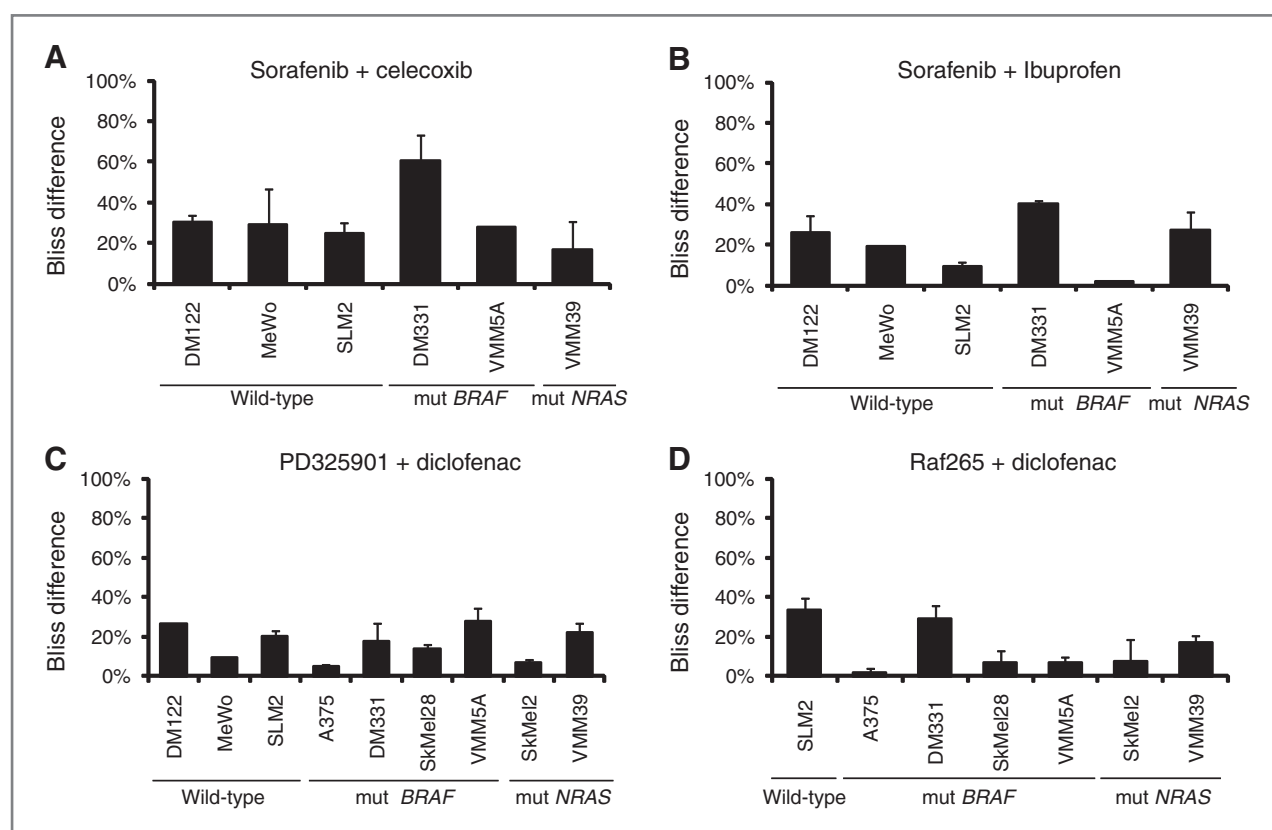 A
Sorafenib + celecoxib
Bliss difference
100%
80%
60%
40%
20%
0%
DM122
MeWo
SLM2
DM331
VMM5A
VMM39
Wild-type
mut BRAF
mut NRAS
B
Sorafenib + Ibuprofen
Bliss difference
100%
80%
60%
40%
20%
0%
DM122
MeWo
SLM2
DM331
VMM5A
VMM39
Wild-type
mut BRAF
mut NRAS
C
PD325901 + diclofenac
Bliss difference
100%
80%
60%
40%
20%
0%
DM122
MeWo
SLM2
A375
DM331
SkMel28
VMM5A
SkMel2
VMM39
Wild-type
mut BRAF
mut NRAS
D
Raf265 + diclofenac
Bliss difference
100%
80%
60%
40%
20%
0%
SLM2
A375
DM331
SkMel28
VMM5A
SkMel2
VMM39
Wild-type
mut BRAF
mut NRAS